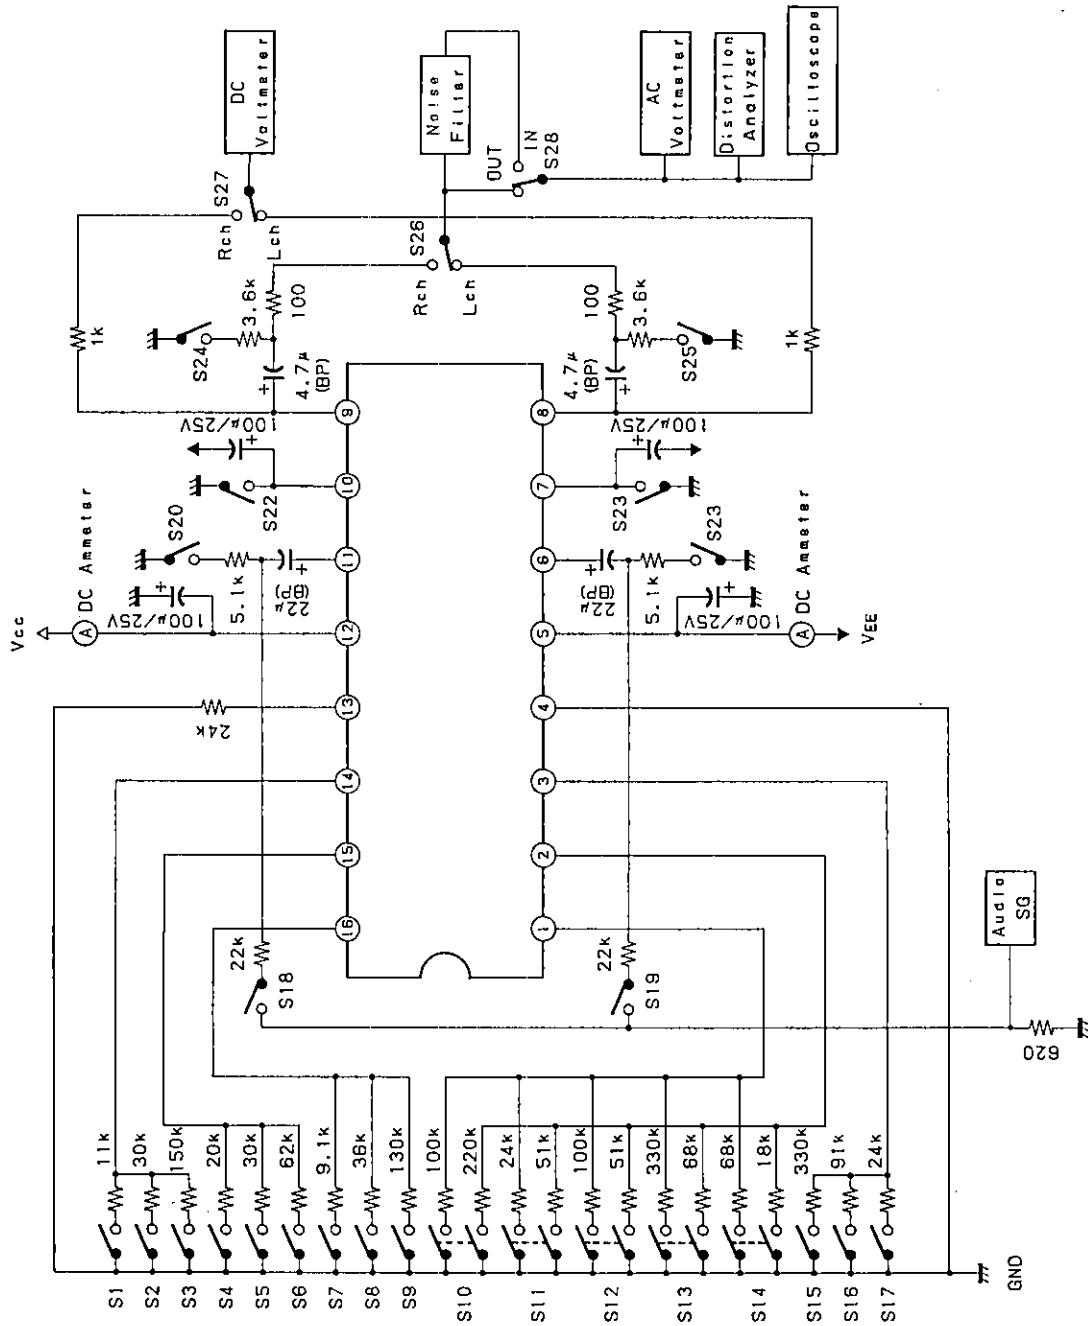 DC
Voltmeter
Noise
Filter
AC
Voltmeter
Distortion
Analyzer
Oscilloscope
OUT
IN
S28
S27
Rch
Lch
S26
Rch
Lch
1k
S24
3.6k
100
4.7μ
(BP)
100
3.6k
S25
4.7μ
(BP)
1k
9
8
100μ/25V
100μ/25V
S22
10
7
S23
S20
5.1k
22μ
(BP)
11
6
22μ
(BP)
5.1k
S23
Vcc
A
DC Ammeter
100μ/25V
12
5
100μ/25V
A
DC Ammeter
VEE
24k
13
4
14
3
15
2
16
1
22k
S18
22k
S19
Audio
SG
620
11k
30k
150k
20k
30k
62k
9.1k
36k
130k
100k
220k
24k
51k
100k
51k
330k
68k
68k
18k
330k
91k
24k
S1
S2
S3
S4
S5
S6
S7
S8
S9
S10
S11
S12
S13
S14
S15
S16
S17
GND